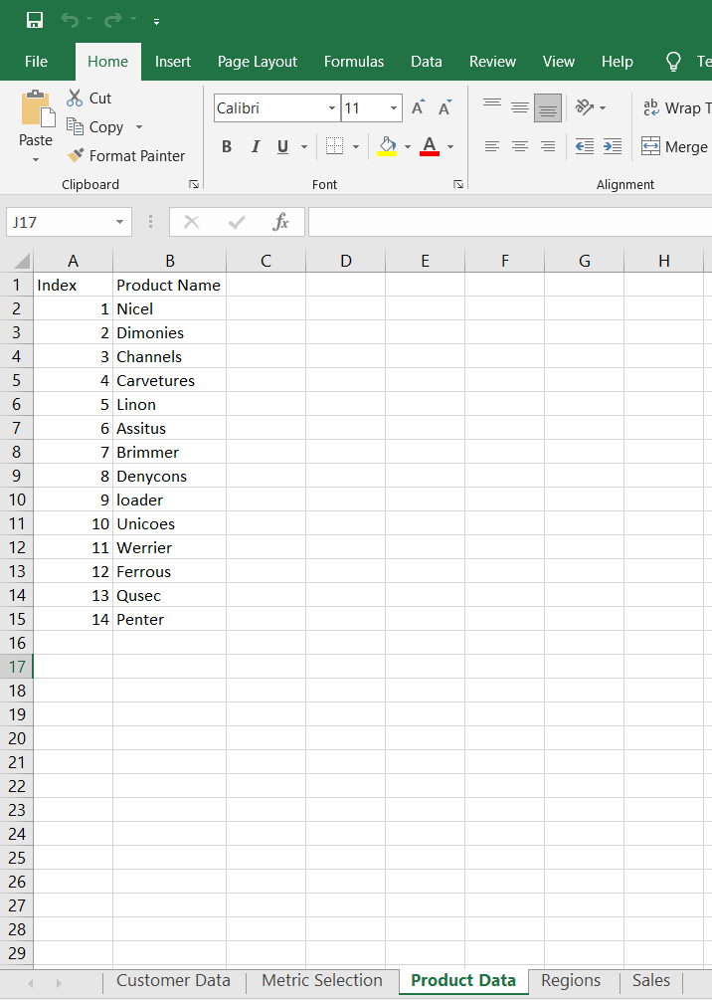 File Home Insert Page Layout Formulas Data Review View Help Te
Paste
Cut
Copy
Format Painter
Clipboard
Calibri 11 A A
B I U A
Font
ab c Wrap T
Merge
Alignment
J17 fx
A B C D E F G H
1 Index Product Name
2 1 Nicel
3 2 Dimonies
4 3 Channels
5 4 Carvetures
6 5 Linon
7 6 Assitus
8 7 Brimmer
9 8 Denycons
10 9 loader
11 10 Unicoes
12 11 Werrier
13 12 Ferrous
14 13 Qusec
15 14 Penter
16
17
18
19
20
21
22
23
24
25
26
27
28
29
Customer Data Metric Selection Product Data Regions Sales